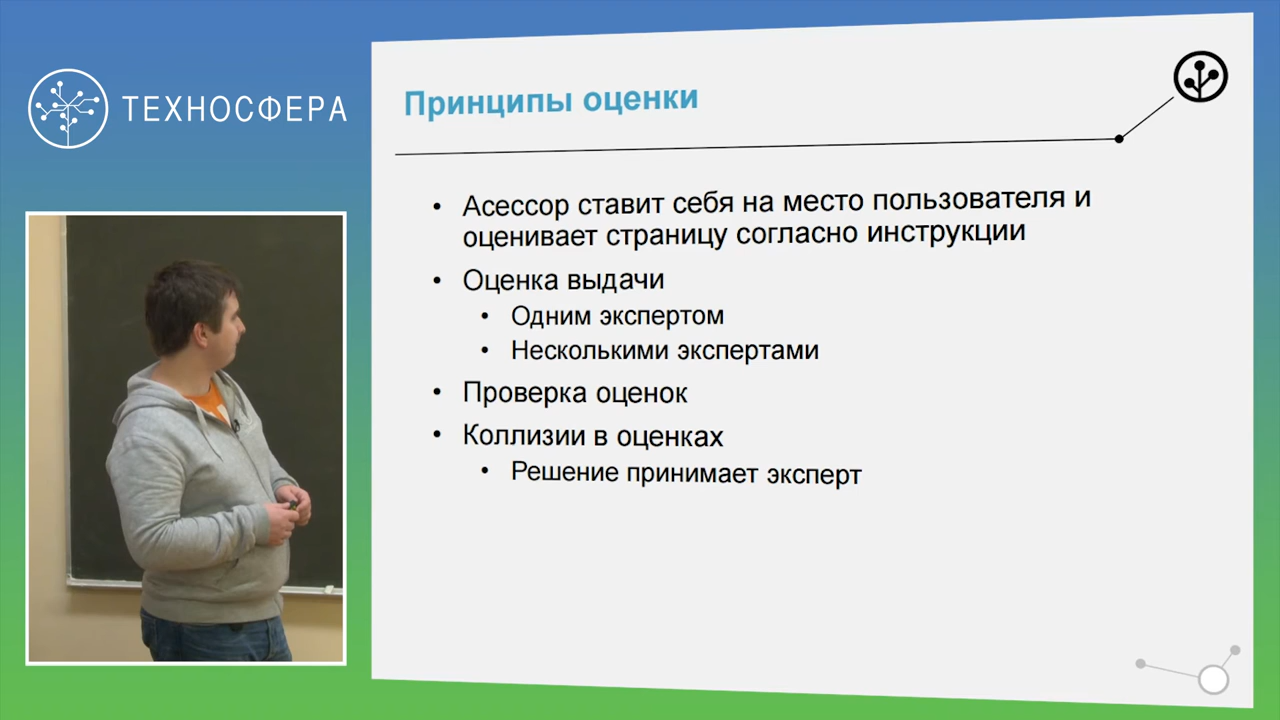 ТЕХНОСФЕРА
Принципы оценки
• Асессор ставит себя на место пользователя и
оценивает страницу согласно инструкции
• Оценка выдачи
• Одним экспертом
• Несколькими экспертами
• Проверка оценок
• Коллизии в оценках
• Решение принимает эксперт